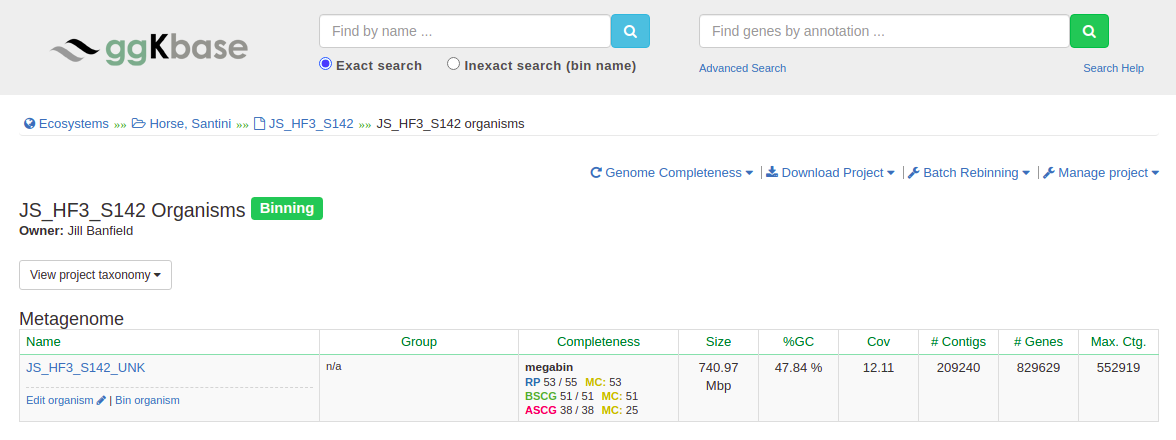 ggKbase
Find by name ...
Find genes by annotation ...
Exact search Inexact search (bin name)
Advanced Search Search Help
Ecosystems »» Horse, Santini »» JS_HF3_S142 »» JS_HF3_S142 organisms
Genome Completeness | Download Project | Batch Rebinning | Manage project
JS_HF3_S142 Organisms Binning
Owner: Jill Banfield
View project taxonomy
Metagenome
Name Group Completeness Size %GC Cov # Contigs # Genes Max. Ctg.
JS_HF3_S142_UNK n/a megabin 740.97 47.84 % 12.11 209240 829629 552919
RP 53 / 55 MC: 53 Mbp
Edit organism | Bin organism BSCG 51 / 51 MC: 51
ASCG 38 / 38 MC: 25